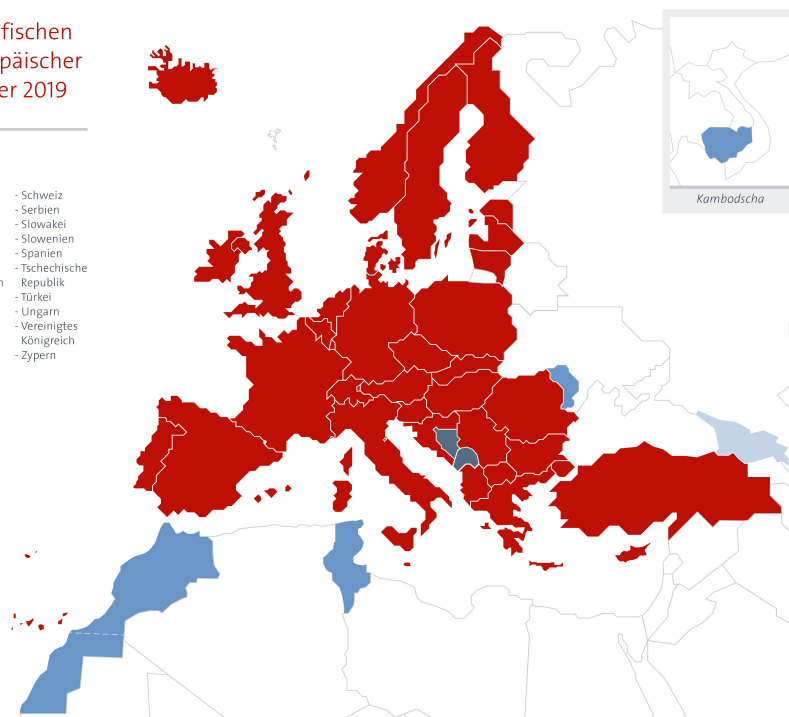 fischen
päischer
er 2019
- Schweiz
- Serbien
- Slowakei
- Slowenien
- Spanien
- Tschechische
n Republik
- Türkei
- Ungarn
- Vereinigtes
Königreich
- Zypern
Kambodscha